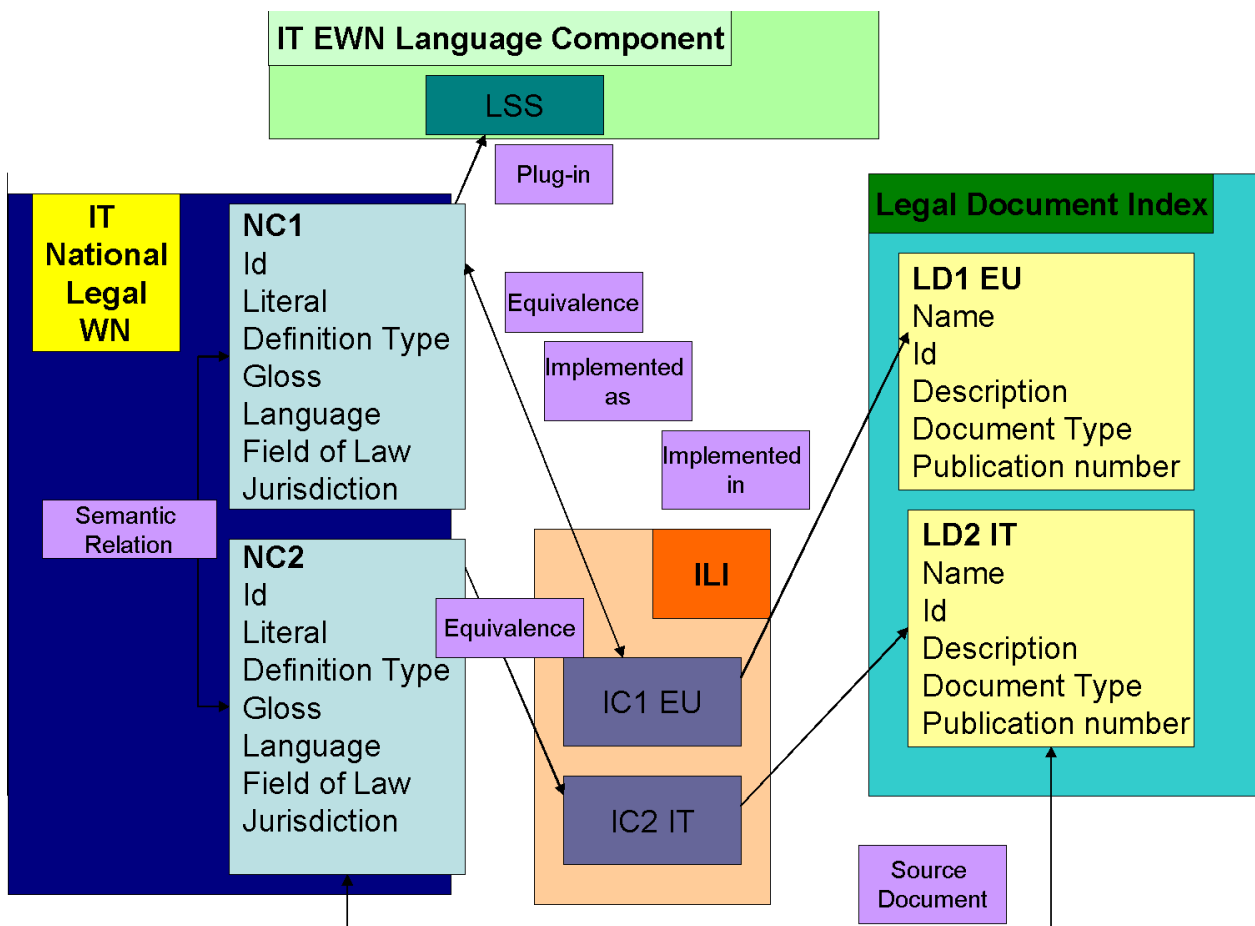 IT EWN Language Component
LSS
Plug-in
IT
National
Legal
WN
NC1
Id
Literal
Definition Type
Gloss
Language
Field of Law
Jurisdiction
Semantic
Relation
NC2
Id
Literal
Definition Type
Gloss
Language
Field of Law
Jurisdiction
Equivalence
Implemented
as
Implemented
in
Equivalence
ILI
IC1 EU
IC2 IT
Legal Document Index
LD1 EU
Name
Id
Description
Document Type
Publication number
LD2 IT
Name
Id
Description
Document Type
Publication number
Source
Document